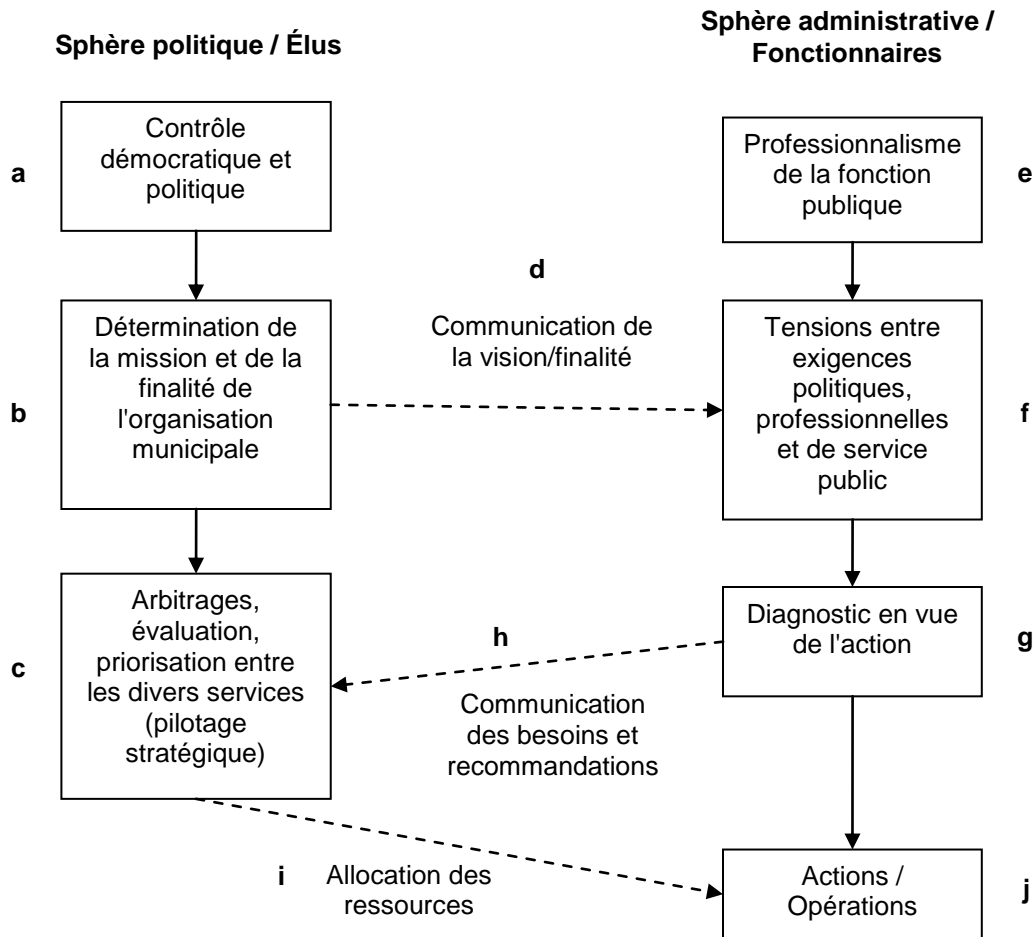 Sphère politique / Élus
Sphère administrative /
Fonctionnaires
a
Contrôle
démocratique et
politique
Professionnalisme
de la fonction
publique
e
d
Communication de
la vision/finalité
b
Détermination de
la mission et de la
finalité de
l'organisation
municipale
Tensions entre
exigences
politiques,
professionnelles
et de service
public
f
c
Arbitrages,
évaluation,
priorisation entre
les divers services
(pilotage
stratégique)
h
Communication
des besoins et
recommandations
Diagnostic en vue
de l'action
g
i
Allocation des
ressources
Actions /
Opérations
j